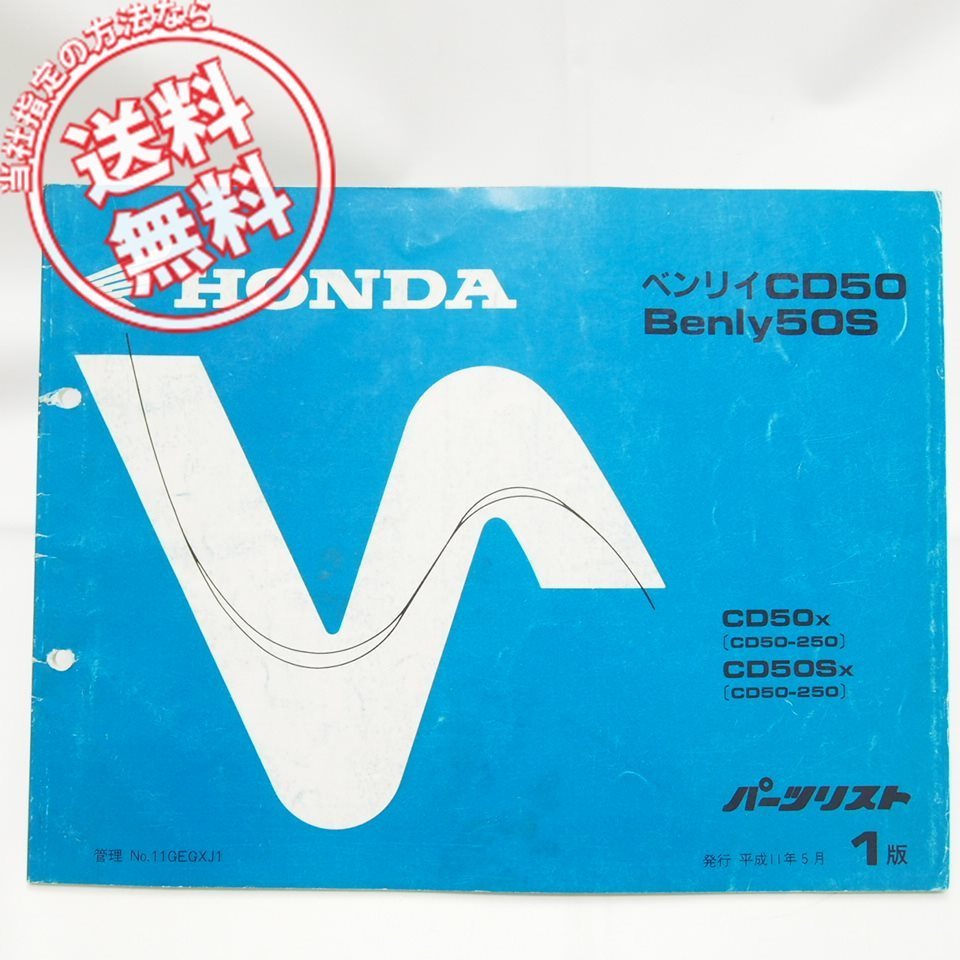 当社指定の方法なら
送料
無料
HONDA
ベンリイCD50
Benly50S
CD50X
〔CD50-250〕
CD50SX
〔CD50-250〕
パーツリスト
管理 No.11GEGXJ1
発行 平成11年5月 1版